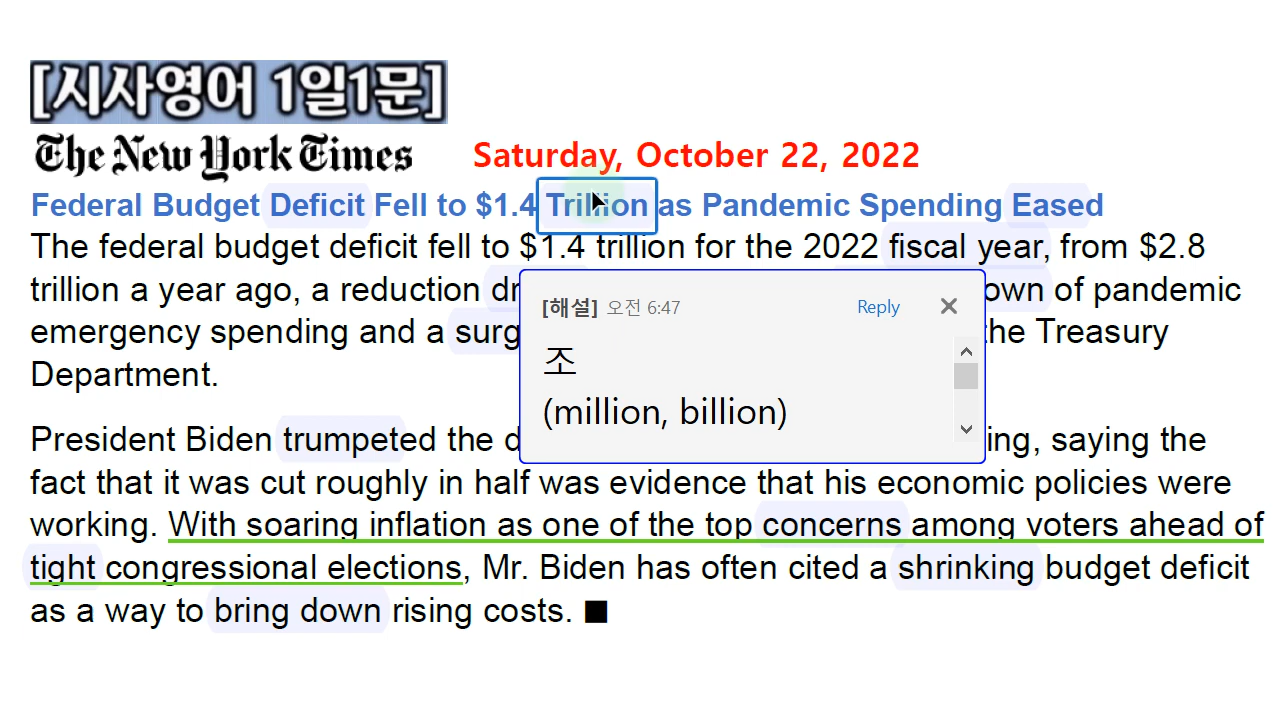 [시사영어 1일1문]
The New York Times Saturday, October 22, 2022
Federal Budget Deficit Fell to $1.4 Trillion as Pandemic Spending Eased
The federal budget deficit fell to $1.4 trillion for the 2022 fiscal year, from $2.8
trillion a year ago, a reduction of pandemic
emergency spending and a the Treasury
Department.
[해설] 오전 6:47 Reply
조
(million, billion)
President Biden trumpeted the saying the
fact that it was cut roughly in half was evidence that his economic policies were
working. With soaring inflation as one of the top concerns among voters ahead of
tight congressional elections, Mr. Biden has often cited a shrinking budget deficit
as a way to bring down rising costs. ■